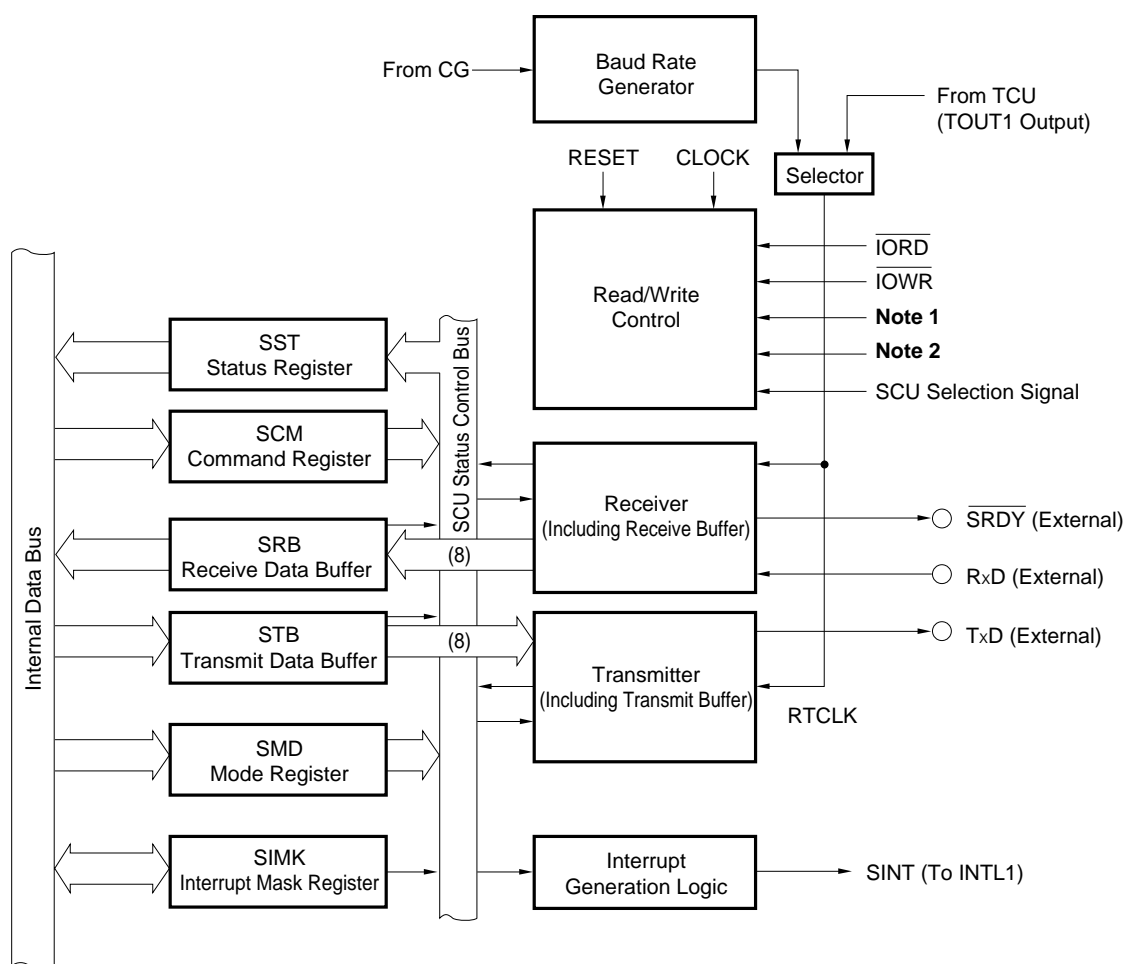 From CG
Baud Rate
Generator
From TCU
(TOUT1 Output)
RESET
CLOCK
Selector
Read/Write
Control
IORD
IOWR
Note 1
Note 2
SCU Selection Signal
Internal Data Bus
SCU Status Control Bus
SST
Status Register
SCM
Command Register
SRB
Receive Data Buffer
(8)
Receiver
(Including Receive Buffer)
SRDY (External)
RxD (External)
STB
Transmit Data Buffer
(8)
Transmitter
(Including Transmit Buffer)
TxD (External)
RTCLK
SMD
Mode Register
SIMK
Interrupt Mask Register
Interrupt
Generation Logic
SINT (To INTL1)